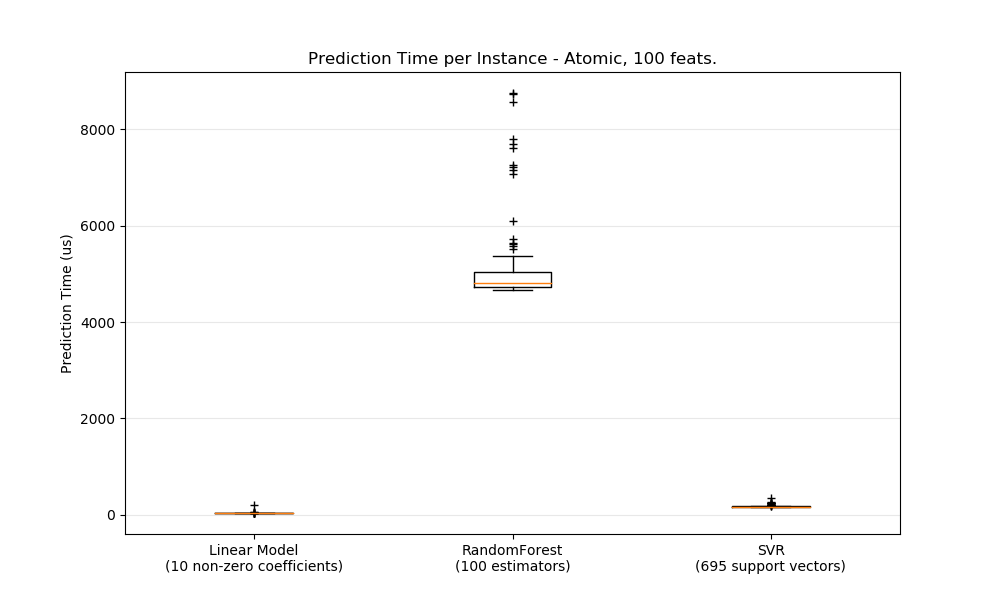 Prediction Time per Instance - Atomic, 100 feats.
Prediction Time (us)
8000
6000
4000
2000
0
Linear Model
(10 non-zero coefficients)
RandomForest
(100 estimators)
SVR
(695 support vectors)